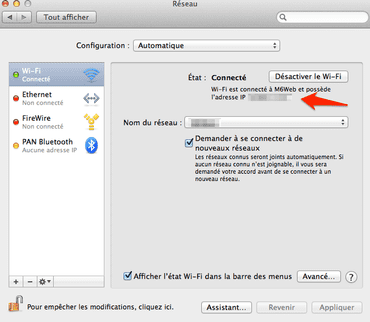 Réseau
Tout afficher
Configuration : Automatique
Wi-Fi
Connecté
Ethernet
Non connecté
FireWire
Non connecté
PAN Bluetooth
Aucune adresse IP
État : Connecté
Désactiver le Wi-Fi
Wi-Fi est connecté à M6Web et possède
l'adresse IP
Nom du réseau :
Demander à se connecter à de
nouveaux réseaux
Les réseaux connus seront joints automatiquement. Si
aucun réseau connu n'est joignable, il vous sera
demandé votre accord avant de se connecter à un
nouveau réseau.
Afficher l'état Wi-Fi dans la barre des menus
Avancé...
?
Pour empêcher les modifications, cliquez ici.
Assistant...
Revenir
Appliquer